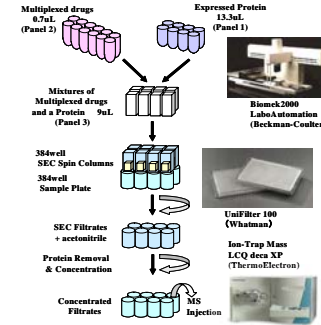 Multiplexed drugs
0.7uL
(Panel 2)
Expressed Protein
13.3uL
(Panel 1)
Mixtures of
Multiplexed drugs
and a Protein 9uL
(Panel 3)
Biomek2000
LaboAutomation
(Beckman-Coulter
384well
SEC Spin Columns
384well
Sample Plate
UniFilter 100
(Whatman)
SEC Filtrates
+ acetonitrile
Ion-Trap Mass
LCQ deca XP
(ThermoElectron)
Protein Removal
& Concentration
Concentrated
Filtrates
MS
Injection